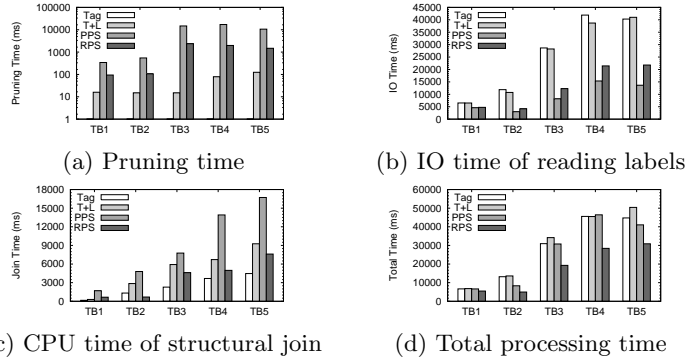 Tag
T+L
PPS
RPS
100000
10000
1000
100
10
1
Pruning Time (ms)
TB1 TB2 TB3 TB4 TB5
(a) Pruning time
Tag
T+L
PPS
RPS
45000
40000
35000
30000
25000
20000
15000
10000
5000
0
IO Time (ms)
TB1 TB2 TB3 TB4 TB5
(b) IO time of reading labels
Tag
T+L
PPS
RPS
18000
15000
12000
9000
6000
3000
0
Join Time (ms)
TB1 TB2 TB3 TB4 TB5
c) CPU time of structural join
Tag
T+L
PPS
RPS
60000
50000
40000
30000
20000
10000
0
Total Time (ms)
TB1 TB2 TB3 TB4 TB5
(d) Total processing time